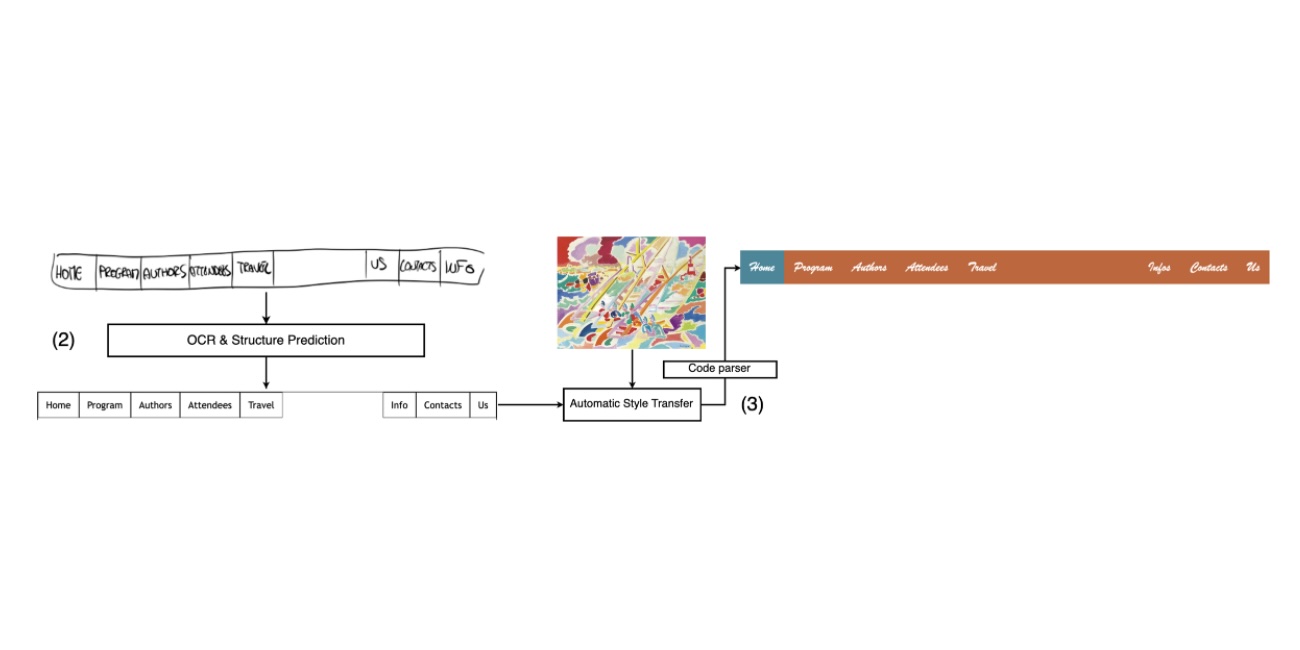 HOME PROGRAM AUTHORS ATTENDEES TRAVEL US CONTACTS INFO
(2)
OCR & Structure Prediction
Home Program Authors Attendees Travel Info Contacts Us
Automatic Style Transfer
Code parser
(3)
Home Program Authors Attendees Travel Infos Contacts Us